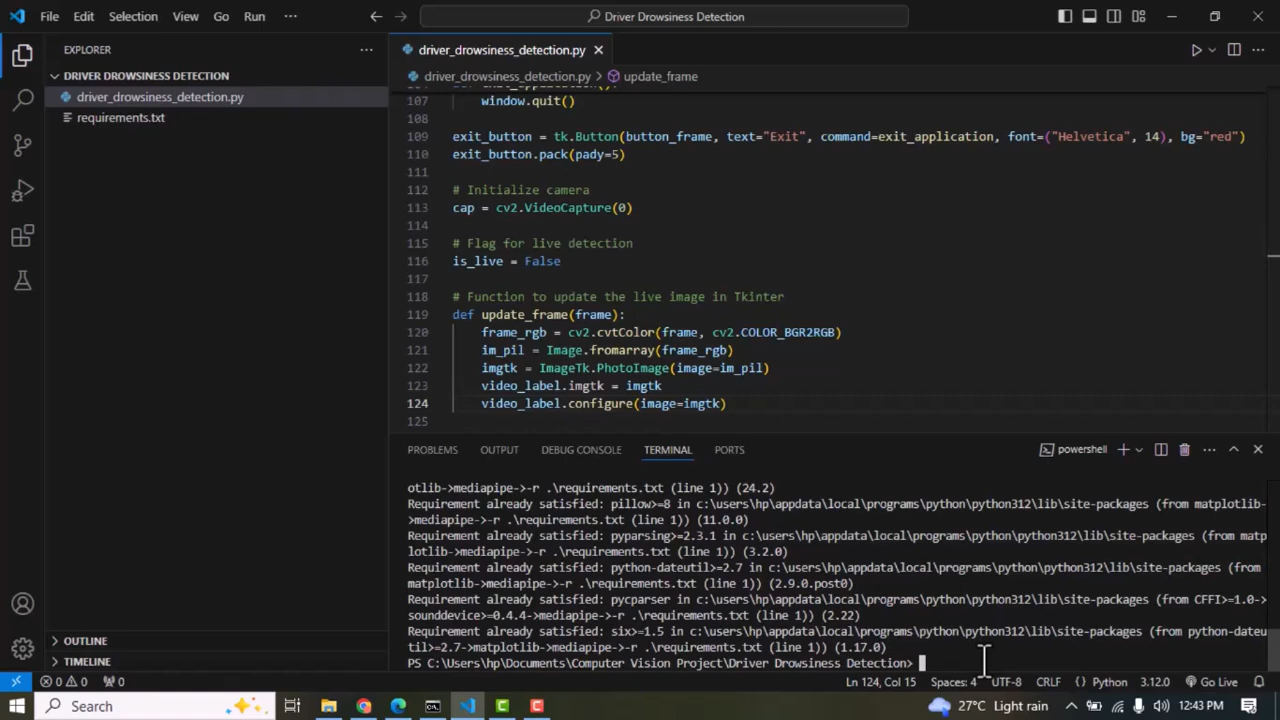 File Edit Selection View Go Run ··· Driver Drowsiness Detection
EXPLORER ···
DRIVER DROWSINESS DETECTION
driver_drowsiness_detection.py
requirements.txt
OUTLINE
TIMELINE
driver_drowsiness_detection.py
driver_drowsiness_detection.py > update_frame
107 window.quit()
108
109 exit_button = tk.Button(button_frame, text="Exit", command=exit_application, font=("Helvetica", 14), bg="red")
110 exit_button.pack(pady=5)
111
112 # Initialize camera
113 cap = cv2.VideoCapture(0)
114
115 # Flag for live detection
116 is_live = False
117
118 # Function to update the live image in Tkinter
119 def update_frame(frame):
120 frame_rgb = cv2.cvtColor(frame, cv2.COLOR_BGR2RGB)
121 im_pil = Image.fromarray(frame_rgb)
122 imgtk = ImageTk.PhotoImage(image=im_pil)
123 video_label.imgtk = imgtk
124 video_label.configure(image=imgtk)
125
PROBLEMS OUTPUT DEBUG CONSOLE TERMINAL PORTS powershell
otlib->mediapipe->-r .\requirements.txt (line 1)) (24.2)
Requirement already satisfied: pillow>=8 in c:\users\hp\appdata\local\programs\python\python312\lib\site-packages (from matplotlib-
>mediapipe->-r .\requirements.txt (line 1)) (11.0.0)
Requirement already satisfied: pyparsing>=2.3.1 in c:\users\hp\appdata\local\programs\python\python312\lib\site-packages (from matp
lotlib->mediapipe->-r .\requirements.txt (line 1)) (3.2.0)
Requirement already satisfied: python-dateutil>=2.7 in c:\users\hp\appdata\local\programs\python\python312\lib\site-packages (from
matplotlib->mediapipe->-r .\requirements.txt (line 1)) (2.9.0.post0)
Requirement already satisfied: pycparser in c:\users\hp\appdata\local\programs\python\python312\lib\site-packages (from CFFI>=1.0->
sounddevice>=0.4.4->mediapipe->-r .\requirements.txt (line 1)) (2.22)
Requirement already satisfied: six>=1.5 in c:\users\hp\appdata\local\programs\python\python312\lib\site-packages (from python-dateu
til>=2.7->matplotlib->mediapipe->-r .\requirements.txt (line 1)) (1.17.0)
PS C:\Users\hp\Documents\Computer Vision Project\Driver Drowsiness Detection>
0 0 0 Ln 124, Col 15 Spaces: 4 UTF-8 CRLF {} Python 3.12.0 Go Live
Search 27°C Light rain 12:43 PM